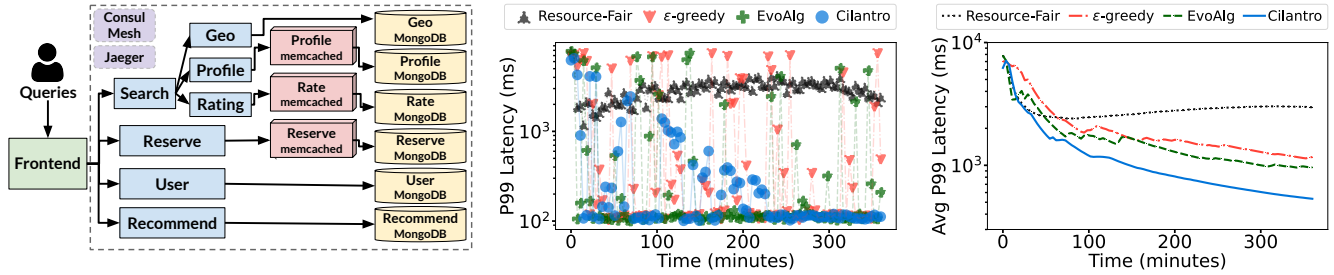 Consul
Mesh
Jaeger
Queries
Frontend
Search
Geo
Profile
Rating
Reserve
User
Recommend
Profile
memcached
Rate
memcached
Reserve
memcached
Geo
MongoDB
Profile
MongoDB
Rate
MongoDB
Reserve
MongoDB
User
MongoDB
Recommend
MongoDB
Resource-Fair ε-greedy EvoAlg Cilantro
P99 Latency (ms)
10³
10²
0 100 200 300
Time (minutes)
Resource-Fair ε-greedy EvoAlg Cilantro
Avg P99 Latency (ms)
10⁴
10³
0 100 200 300
Time (minutes)